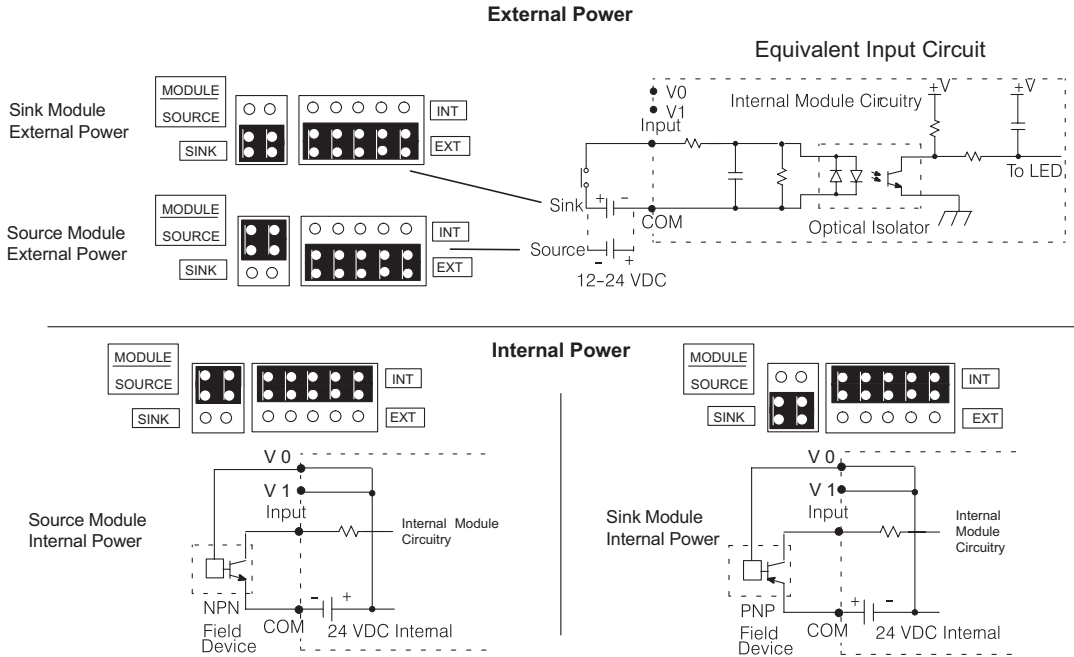 External Power
Equivalent Input Circuit
Sink Module
External Power
MODULE
SOURCE
SINK
INT
EXT
V0
V1
Input
Internal Module Circuitry
+V
+V
To LED
Optical Isolator
Sink
+
-
COM
Source Module
External Power
MODULE
SOURCE
SINK
INT
EXT
Source
-
+
12-24 VDC
Internal Power
MODULE
SOURCE
SINK
INT
EXT
V 0
V 1
Input
Source Module
Internal Power
Internal Module
Circuitry
NPN
Field
Device
COM
-
+
24 VDC Internal
MODULE
SOURCE
SINK
INT
EXT
V 0
V 1
Input
Sink Module
Internal Power
Internal
Module
Circuitry
PNP
Field
Device
COM
+
-
24 VDC Internal